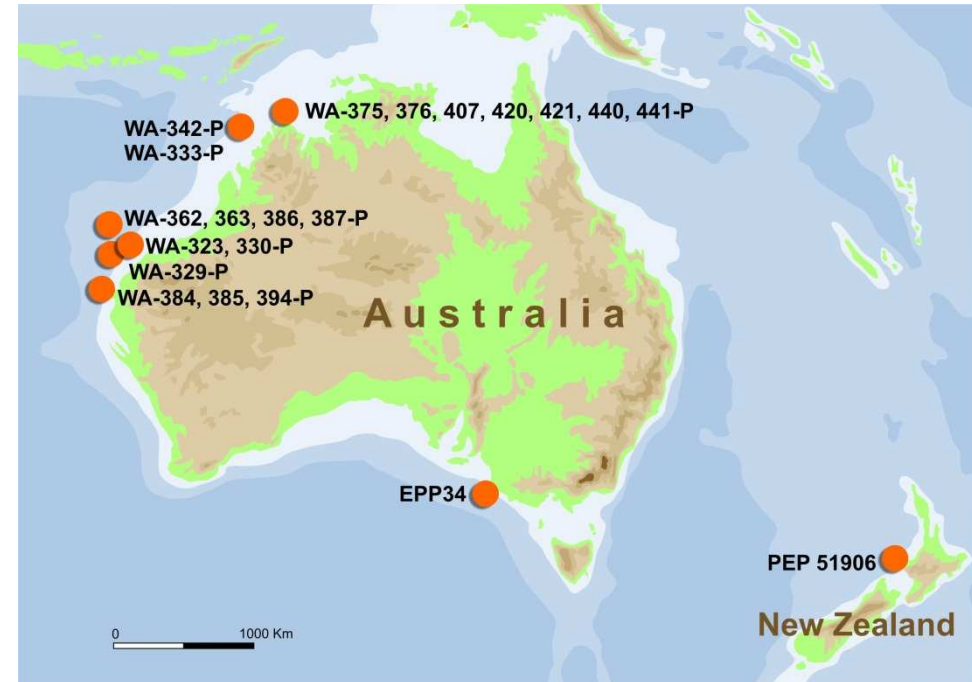 WA-375, 376, 407, 420, 421, 440, 441-P
WA-342-P
WA-333-P
WA-362, 363, 386, 387-P
WA-323, 330-P
WA-329-P
WA-384, 385, 394-P
Australia
EPP34
PEP 51906
New Zealand
0 1000 Km